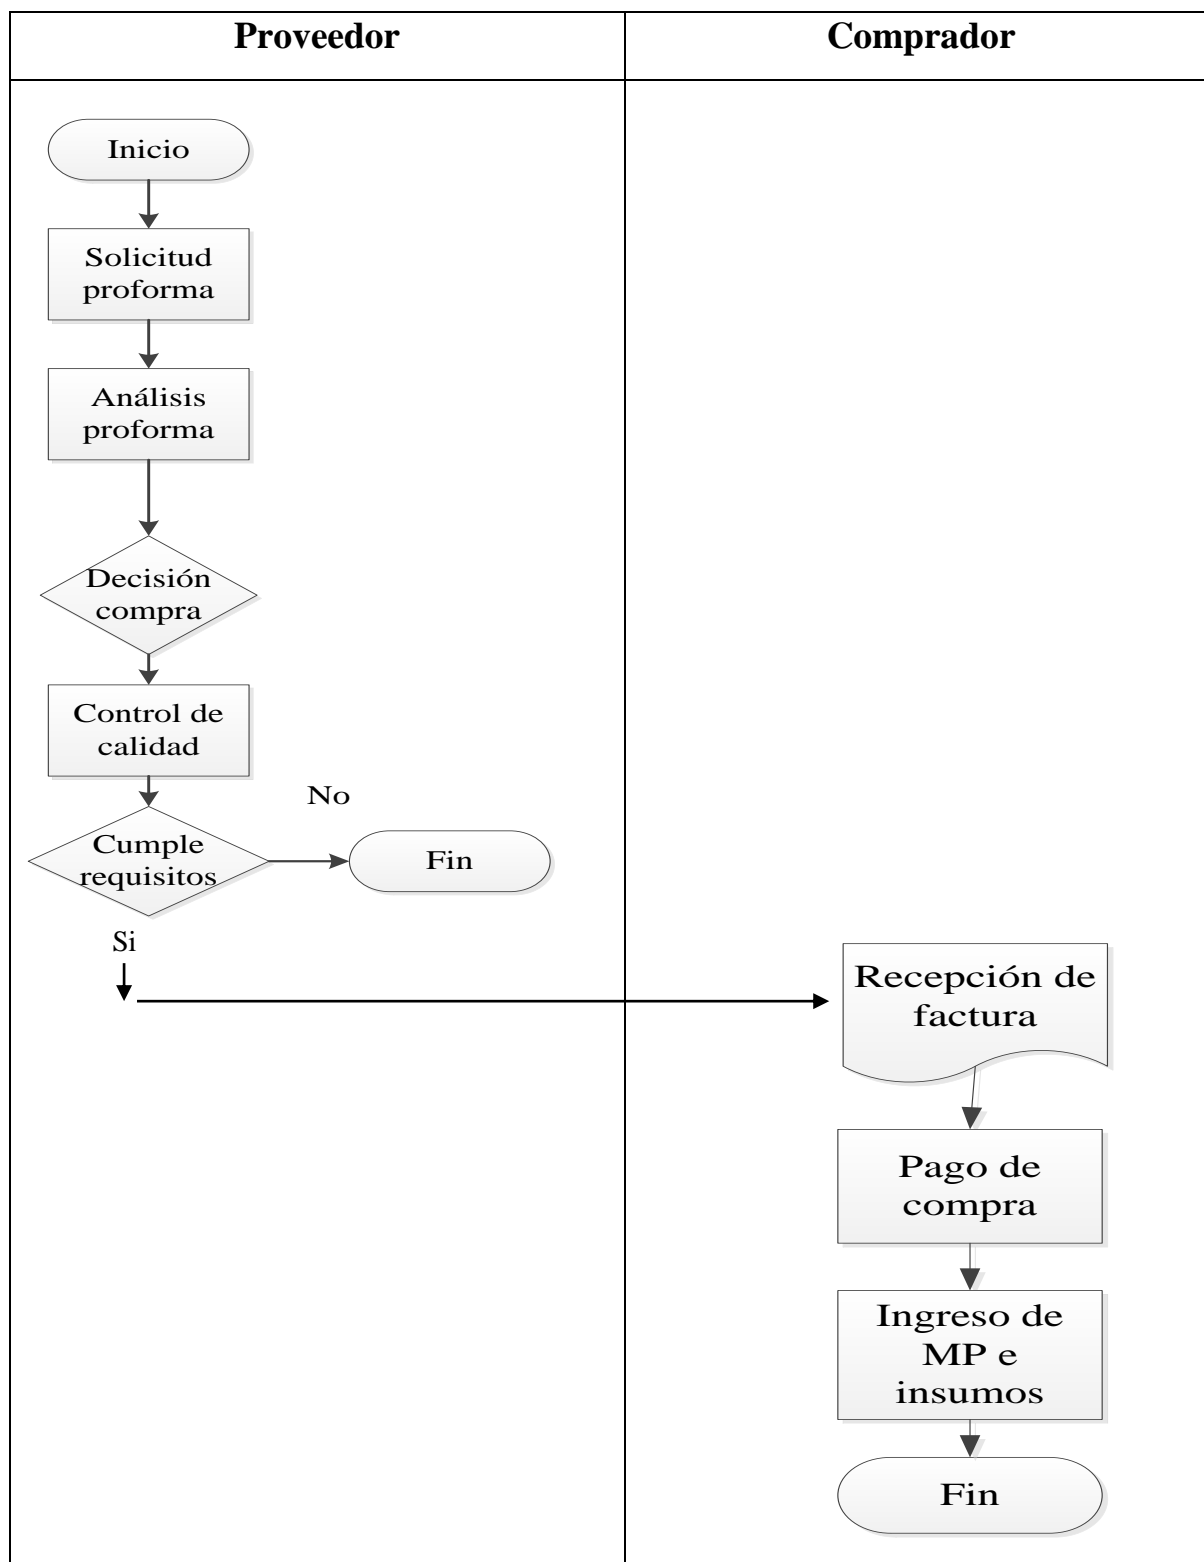 Proveedor
Comprador
Inicio
Solicitud
proforma
Análisis
proforma
Decisión
compra
Control de
calidad
No
Cumple
requisitos
Fin
Si
Recepción de
factura
Pago de
compra
Ingreso de
MP e
insumos
Fin